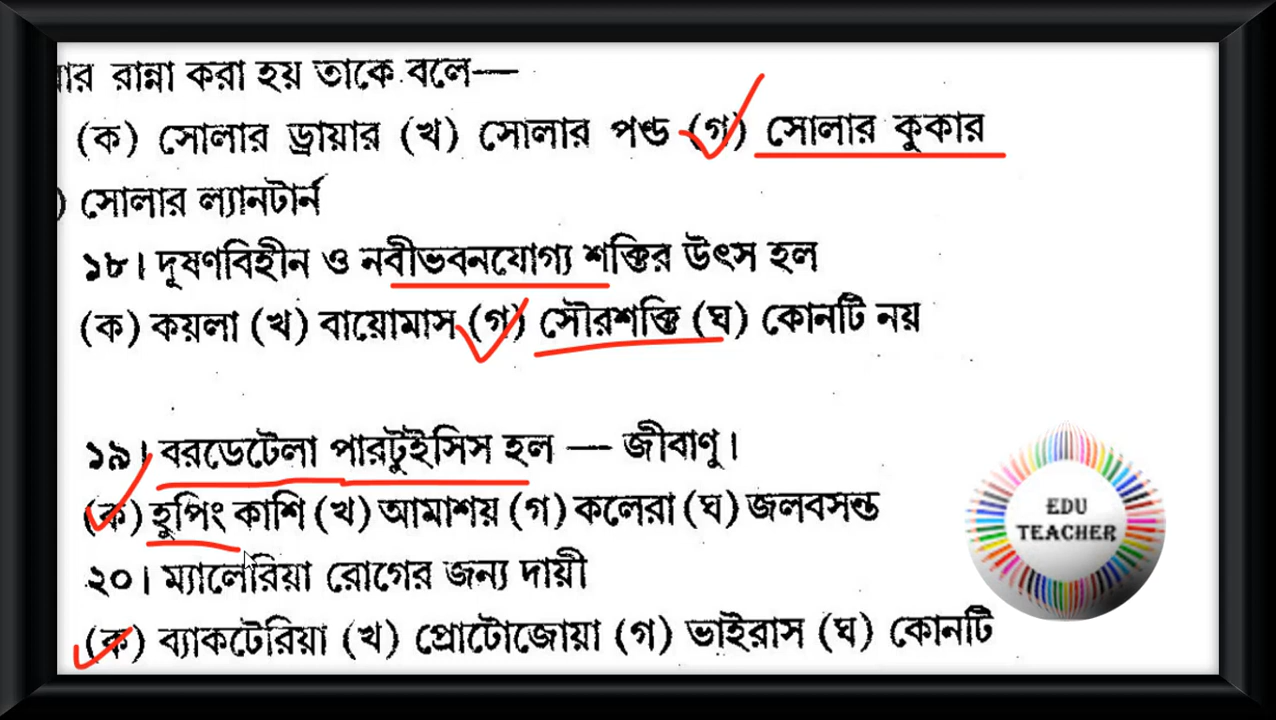 রান্না করা হয় তাকে বলে—
(ক) সোলার ড্রায়ার (খ) সোলার পণ্ড (গ) সোলার কুকার
) সোলার ল্যানটার্ন
১৮। দূষণবিহীন ও নবীভবনযোগ্য শক্তির উৎস হল
(ক) কয়লা (খ) বায়োমাস (গ) সৌরশক্তি (ঘ) কোনটি নয়
১৯। বরডেটেলা পারটুইসিস হল — জীবাণু।
(ক) হুপিং কাশি (খ) আমাশয় (গ) কলেরা (ঘ) জলবসন্ত
২০। ম্যালেরিয়া রোগের জন্য দায়ী
(ক) ব্যাকটেরিয়া (খ) প্রোটোজোয়া (গ) ভাইরাস (ঘ) কোনটি
EDU
TEACHER